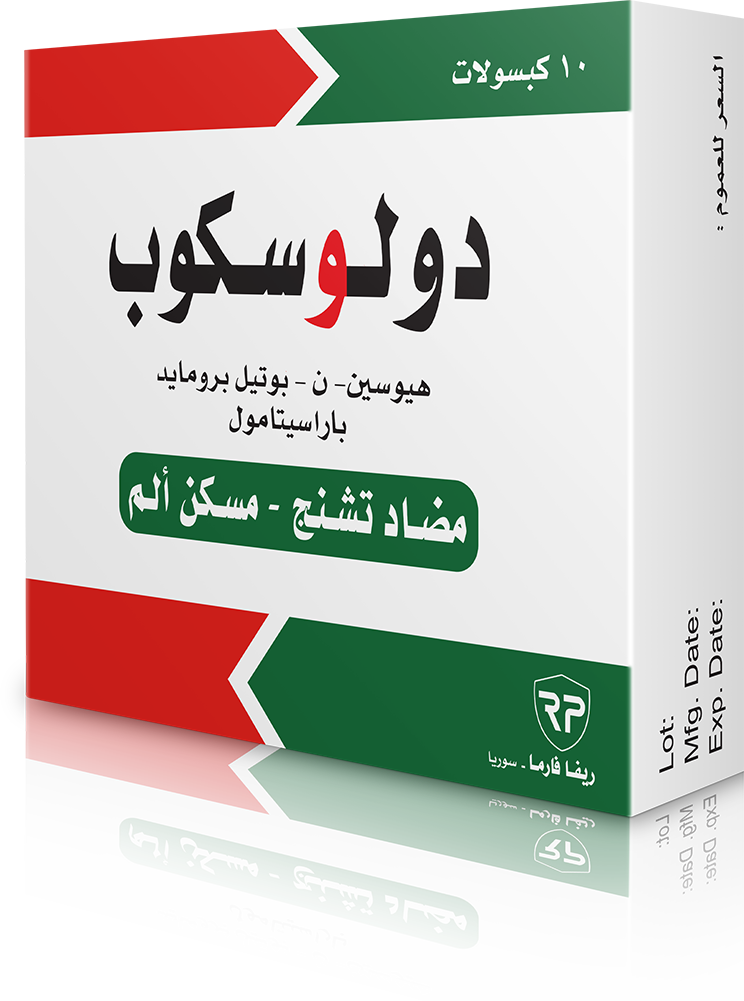 ١٠ كبسولات
دولوسكوب
هيوسين- ن - بوتيل برومايد
باراسيتامول
مضاد تشنج - مسكن ألم
RP
ريفا فارما - سوريا
السعر للعموم :
Lot:
Mfg. Date:
Exp. Date: